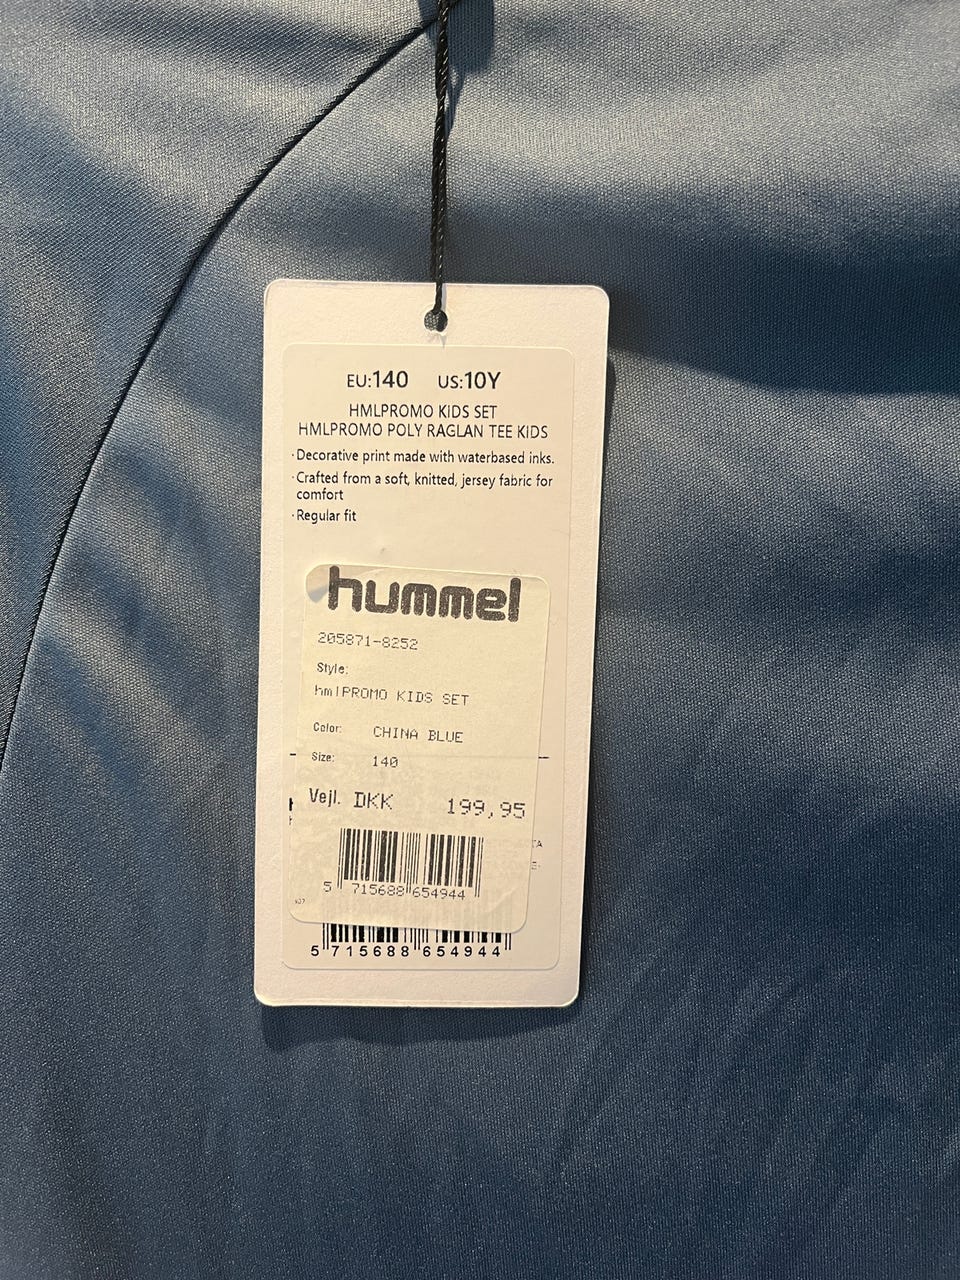 EU:140 US:10Y
HMLPROMO KIDS SET
HMLPROMO POLY RAGLAN TEE KIDS
· Decorative print made with waterbased inks.
· Crafted from a soft, knitted, jersey fabric for
comfort
· Regular fit
hummel
205871-8252
Style:
hmlPROMO KIDS SET
Color: CHINA BLUE
Size: 140
Vejl. DKK 199,95
5 715688 654944
5 715688 654944